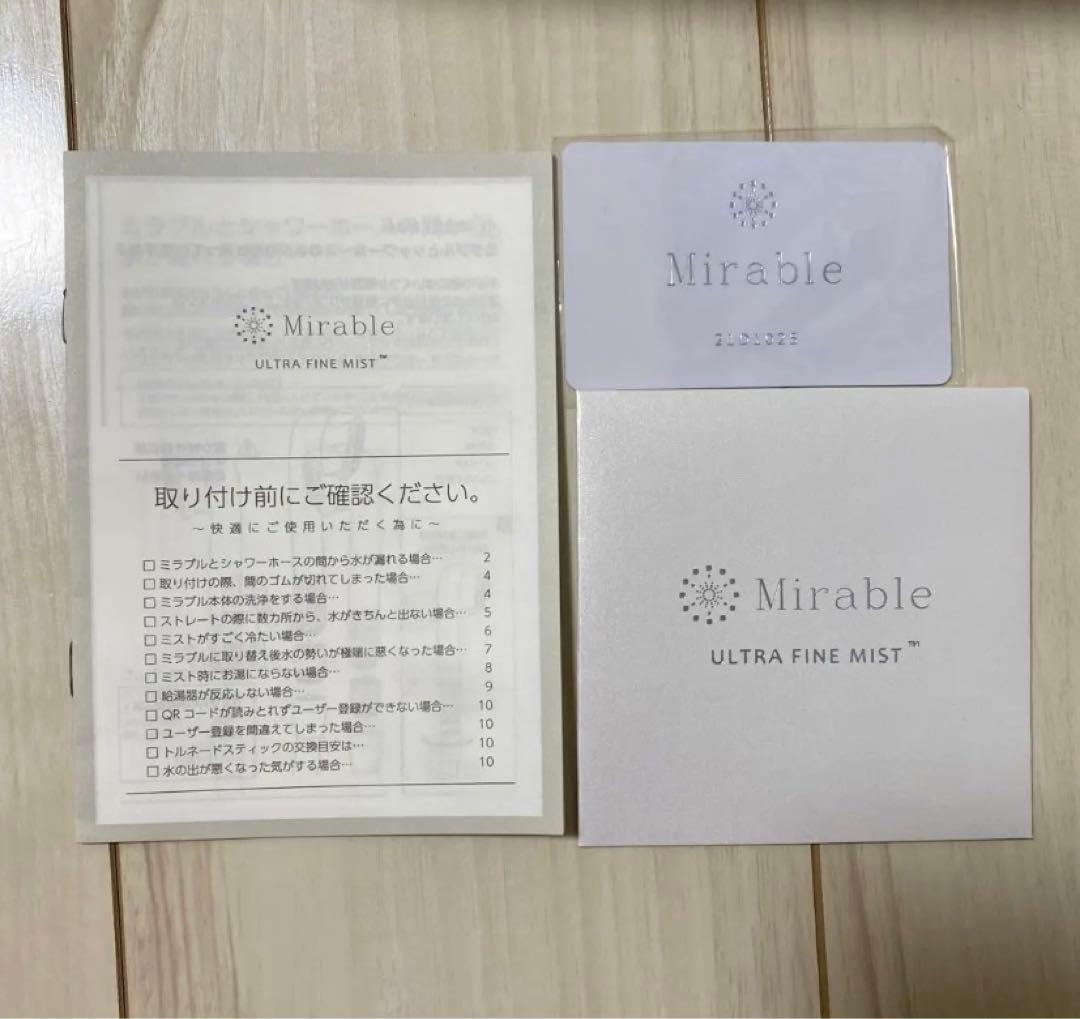 Mirable
ULTRA FINE MIST™
取り付け前にご確認ください。
～快適にご使用いただく為に～
□ ミラブルとシャワーホースの間から水が漏れる場合… 2
□ 取り付けの際、間のゴムが切れてしまった場合… 4
□ ミラブル本体の洗浄をする場合… 4
□ ストレートの際に数カ所から、水がきちんと出ない場合… 5
□ ミストがすごく冷たい場合… 6
□ ミラブルに取り替え後水の勢いが極端に悪くなった場合… 7
□ ミスト時にお湯にならない場合… 8
□ 給湯器が反応しない場合… 9
□ QRコードが読みとれずユーザー登録ができない場合… 10
□ ユーザー登録を間違えてしまった場合… 10
□ トルネードスティックの交換目安は… 10
□ 水の出が悪くなった気がする場合… 10
Mirable
2101025
Mirable
ULTRA FINE MIST™